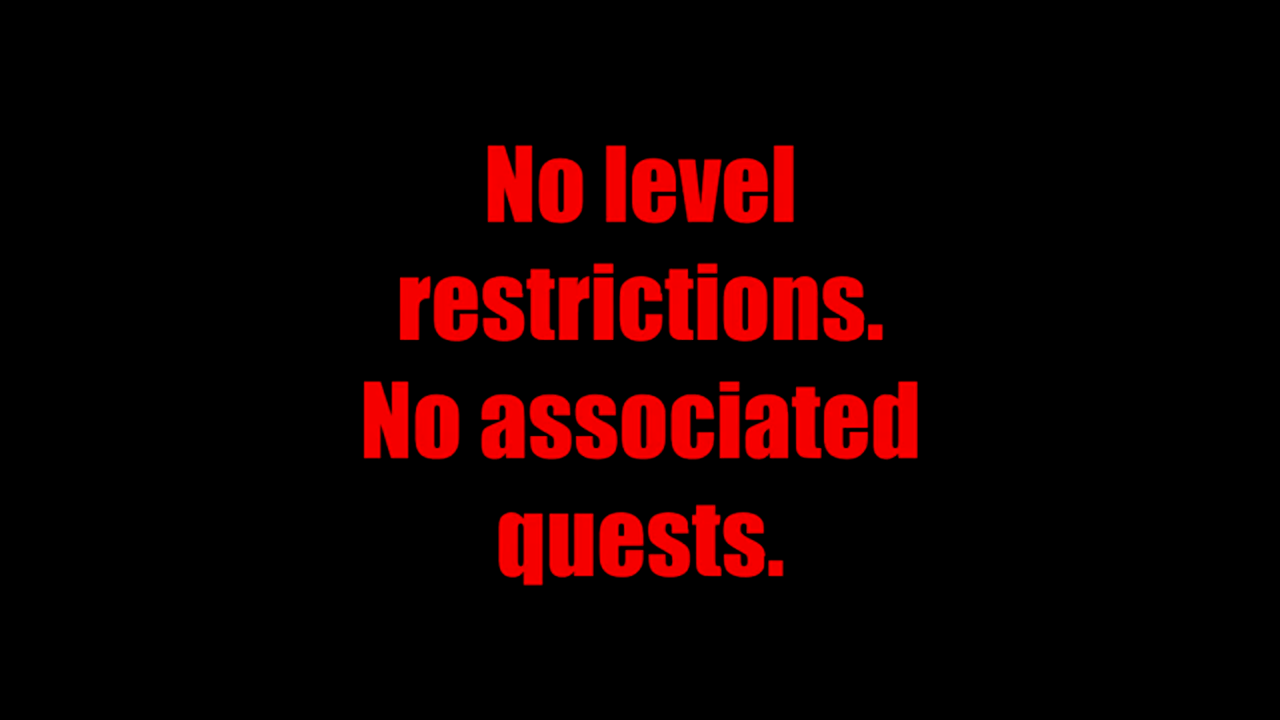 No level
restrictions.
No associated
quests.